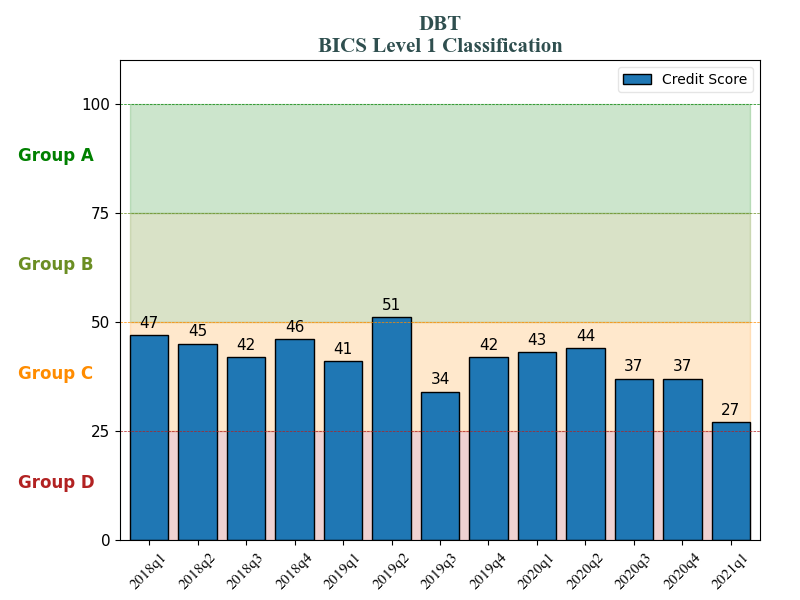 DBT
BICS Level 1 Classification
Credit Score
100
Group A
75
Group B
50
Group C
25
Group D
0
47
45
42
46
41
51
34
42
43
44
37
37
27
2018q1
2018q2
2018q3
2018q4
2019q1
2019q2
2019q3
2019q4
2020q1
2020q2
2020q3
2020q4
2021q1